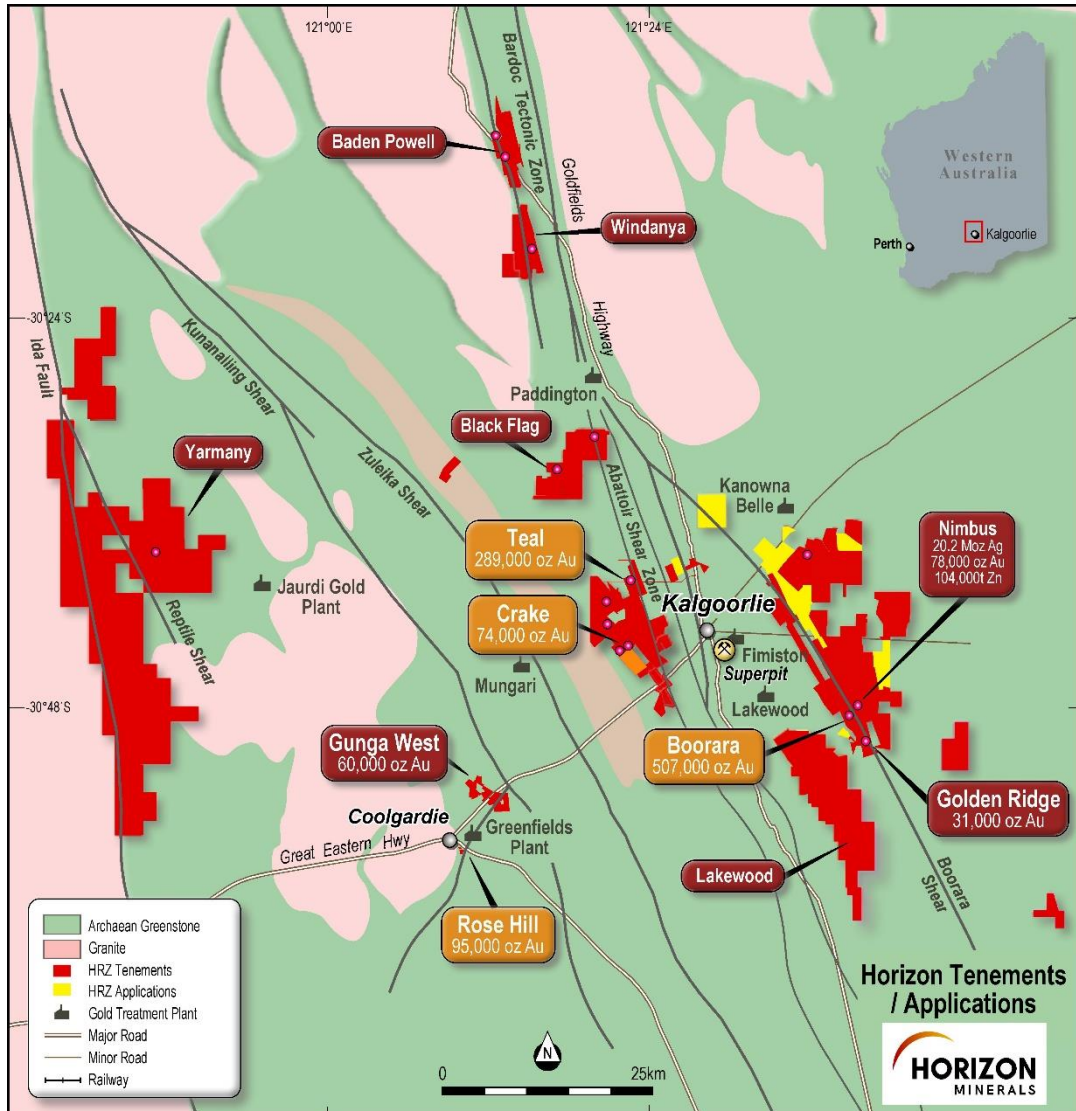 121°00'E
121°24'E
Bardoc Tectonic Zone
Baden Powell
Goldfields
Highway
Windanya
Western
Australia
Perth
Kalgoorlie
-30°24'S
Ida Fault
Kunanalling Shear
Zuleika Shear
Paddington
Black Flag
Abattoir Shear Zone
Yarmany
Kanowna
Belle
Teal
289,000 oz Au
Nimbus
20.2 Moz Ag
78,000 oz Au
104,000t Zn
Jaurdi Gold
Plant
Reptile Shear
Crake
74,000 oz Au
Kalgoorlie
Fimiston
Superpit
Mungari
Lakewood
-30°48'S
Gunga West
60,000 oz Au
Boorara
507,000 oz Au
Golden Ridge
31,000 oz Au
Coolgardie
Greenfields
Plant
Great Eastern Hwy
Lakewood
Boorara
Shear
Rose Hill
95,000 oz Au
Archaean Greenstone
Granite
HRZ Tenements
HRZ Applications
Gold Treatment Plant
Major Road
Minor Road
Railway
N
0 25km
Horizon Tenements
/ Applications
HORIZON
MINERALS